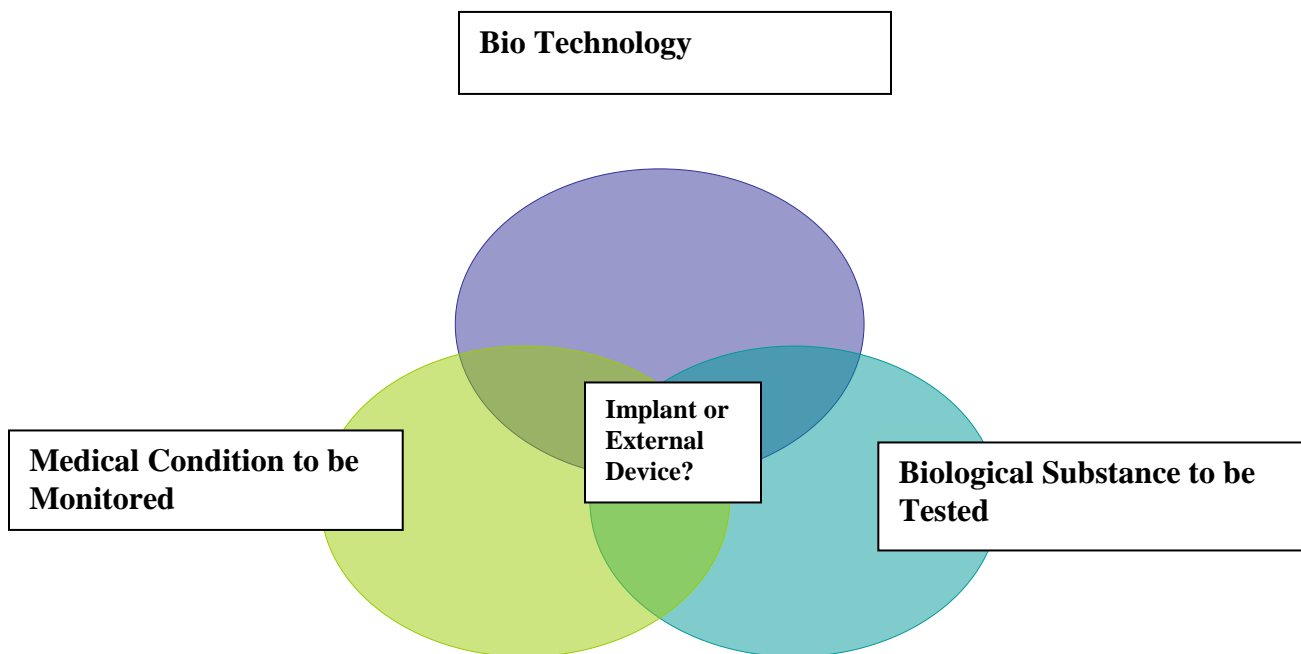 Bio Technology
Implant or
External
Device?
Medical Condition to be
Monitored
Biological Substance to be
Tested